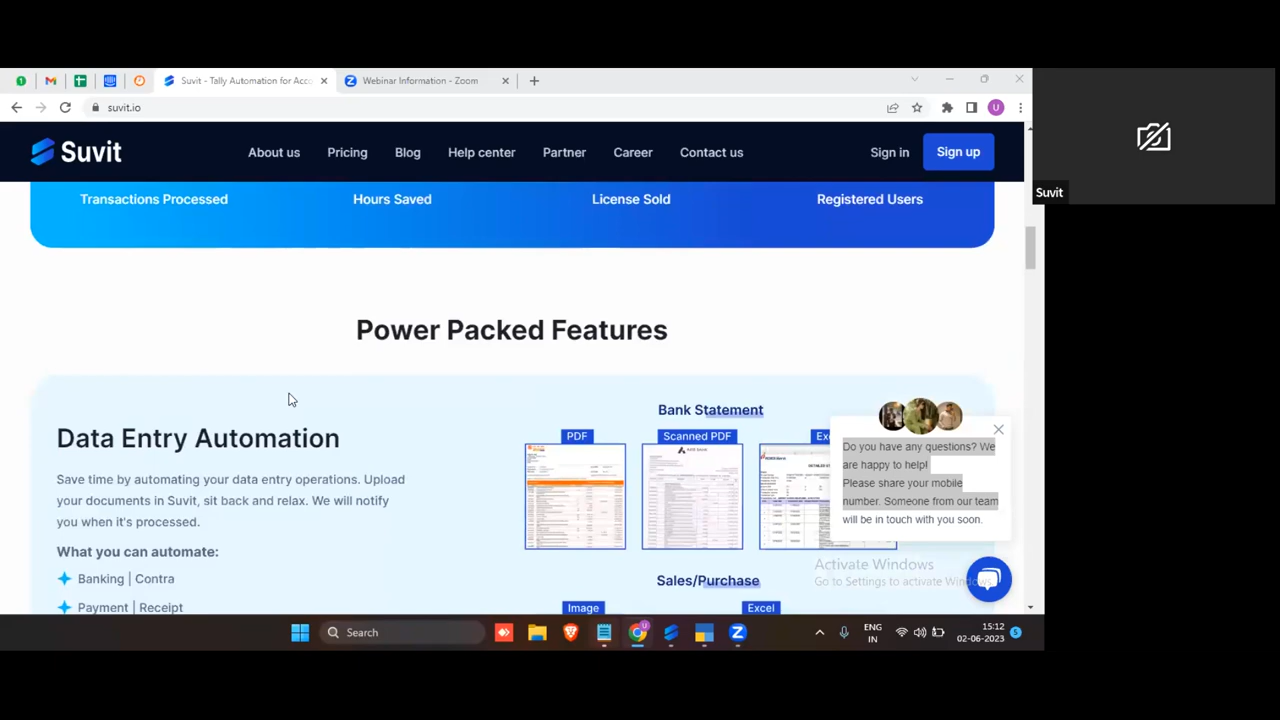 Suvit - Tally Automation for Acco
Webinar Information - Zoom
suvit.io
U
Suvit
About us
Pricing
Blog
Help center
Partner
Career
Contact us
Sign in
Sign up
Suvit
Transactions Processed
Hours Saved
License Sold
Registered Users
Power Packed Features
Data Entry Automation
Save time by automating your data entry operations. Upload
your documents in Suvit, sit back and relax. We will notify
you when it's processed.
What you can automate:
Banking | Contra
Payment | Receipt
Bank Statement
PDF
Scanned PDF
Exc
Sales/Purchase
Image
Excel
Do you have any questions? We
are happy to help!
Please share your mobile
number. Someone from our team
will be in touch with you soon.
Activate Windows
Go to Settings to activate Windows.
Search
ENG
IN
15:12
02-06-2023